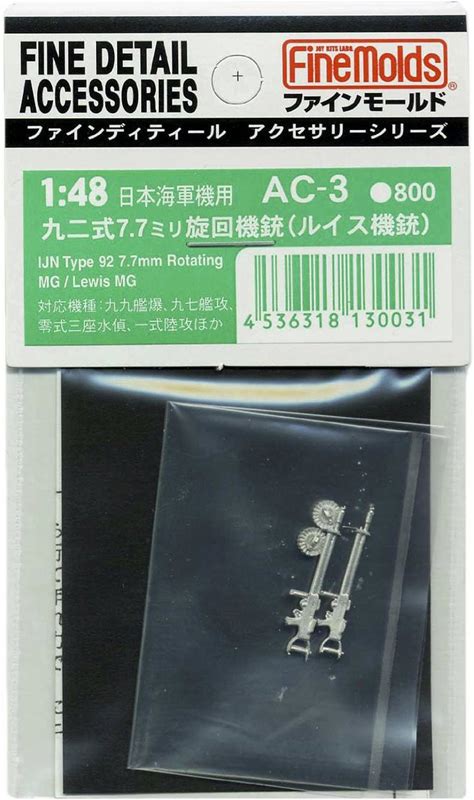 FINE DETAIL
ACCESSORIES
JOY KITS LABO
FineMolds
ファインモールド®
ファインディティール アクセサリーシリーズ
1:48 日本海軍機用 AC-3 ●800
九二式7.7ミリ旋回機銃(ルイス機銃)
IJN Type 92 7.7mm Rotating
MG / Lewis MG
対応機種：九九艦爆、九七艦攻、
零式三座水偵、一式陸攻ほか
4 536318 130031